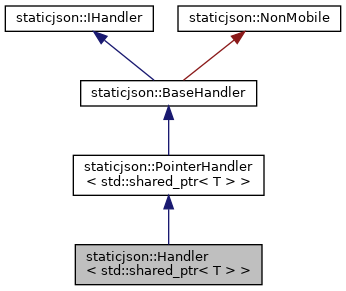 staticjson::IHandler
staticjson::NonMobile
staticjson::BaseHandler
staticjson::PointerHandler
< std::shared_ptr< T > >
staticjson::Handler
< std::shared_ptr< T > >